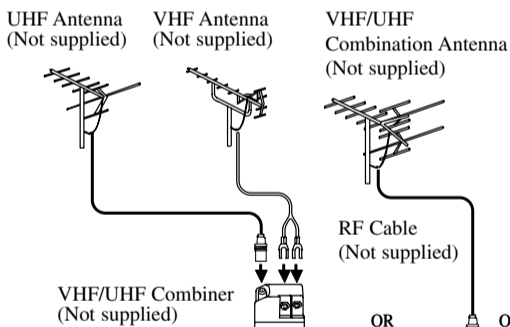 UHF Antenna
(Not supplied)
VHF Antenna
(Not supplied)
VHF/UHF
Combination Antenna
(Not supplied)
RF Cable
(Not supplied)
VHF/UHF Combiner
(Not supplied)
OR